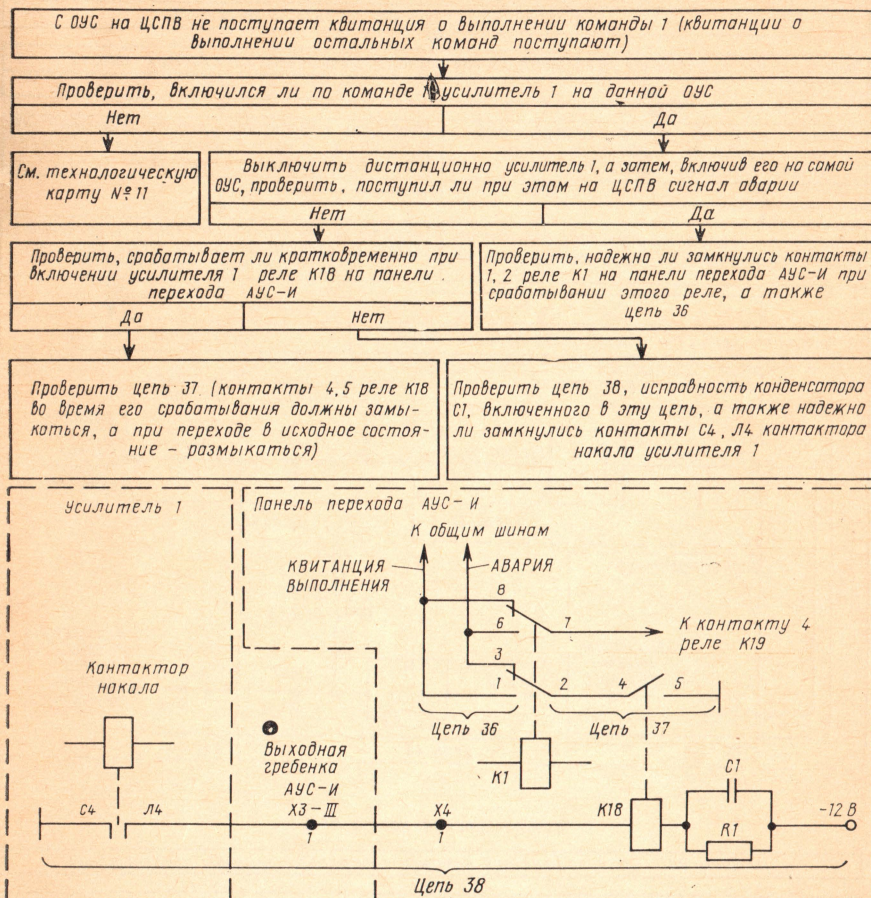 С ОУС на ЦСПВ не поступает квитанция о выполнении команды 1 (квитанции о
выполнении остальных команд поступают)
Проверить, включился ли по команде 1 усилитель 1 на данной ОУС
Нет
Да
См. технологическую
карту № 11
Выключить дистанционно усилитель 1, а затем, включив его на самой
ОУС, проверить, поступил ли при этом на ЦСПВ сигнал аварии
Нет
Да
Проверить, срабатывает ли кратковременно при
включении усилителя 1 реле К18 на панели
перехода АУС-И
Да
Нет
Проверить, надежно ли замкнулись контакты
1, 2 реле К1 на панели перехода АУС-И при
срабатывании этого реле, а также
цепь 36
Проверить цепь 37 (контакты 4, 5 реле К18
во время его срабатывания должны замы-
каться, а при переходе в исходное состоя-
ние - размыкаться)
Проверить цепь 38, исправность конденсатора
С1, включенного в эту цепь, а также надежно
ли замкнулись контакты С4, Л4 контактора
накала усилителя 1
Усилитель 1
Панель перехода АУС-И
К общим шинам
КВИТАНЦИЯ
ВЫПОЛНЕНИЯ
АВАРИЯ
8
6
7
К контакту 4
реле К19
3
1
2
4
5
Цепь 36
Цепь 37
Контактор
накала
Выходная
гребенка
АУС-И
Х3-III
1
Х4
1
К1
К18
С1
R1
-12 В
С4
Л4
Цепь 38